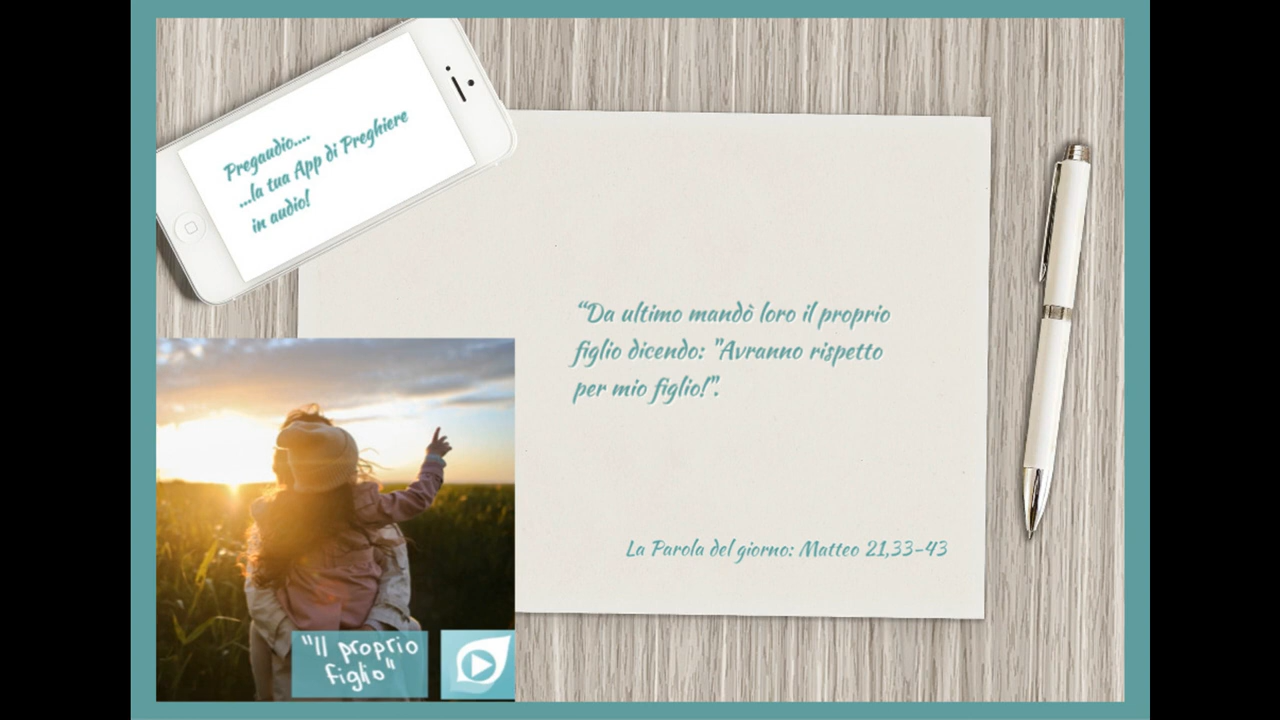 Pregaudio....
...la tua App di Preghiere
in audio!
“Da ultimo mandò loro il proprio
figlio dicendo: "Avranno rispetto
per mio figlio!”.
La Parola del giorno: Matteo 21,33-43
"Il proprio
figlio"